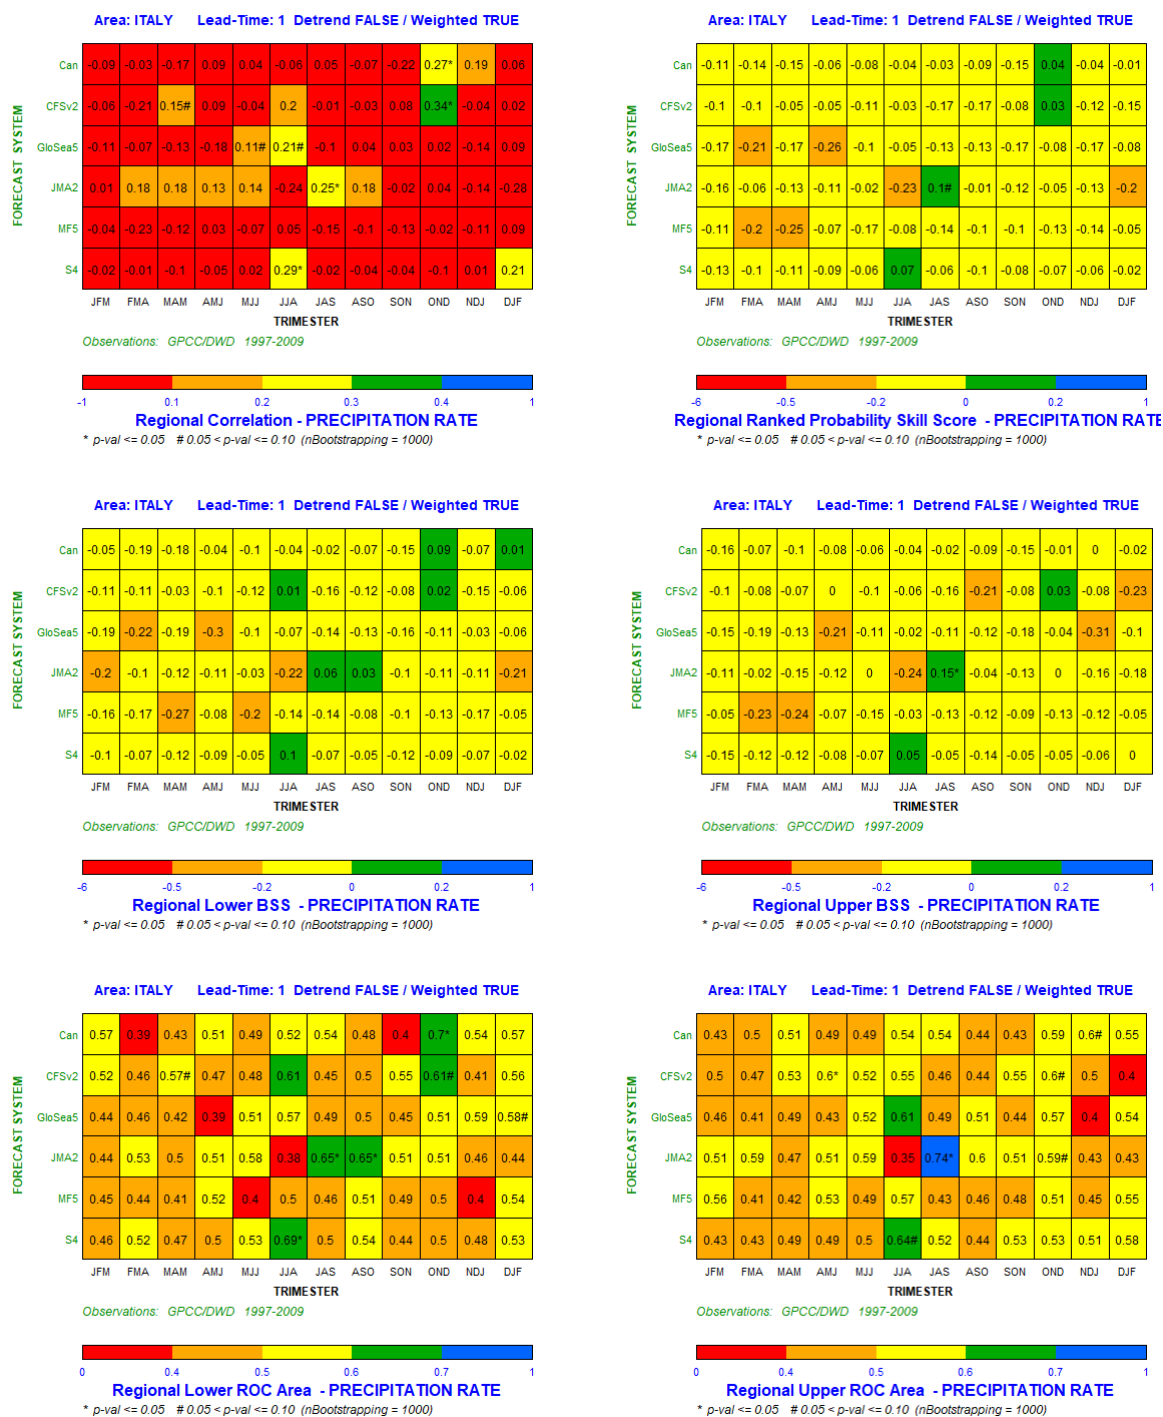 Area: ITALY Lead-Time: 1 Detrend FALSE / Weighted TRUE
FORECAST SYSTEM
Can -0.09 -0.03 -0.17 0.09 0.04 -0.06 0.05 -0.07 -0.22 0.27* 0.19 0.06
CFSv2 -0.06 -0.21 0.15# 0.09 -0.04 0.2 -0.01 -0.03 0.08 0.34* -0.04 0.02
GloSea5 -0.11 -0.07 -0.13 -0.18 0.11# 0.21# -0.1 0.04 0.03 0.02 -0.14 0.09
JMA2 0.01 0.18 0.18 0.13 0.14 -0.24 0.25* 0.18 -0.02 0.04 -0.14 -0.28
MF5 -0.04 -0.23 -0.12 0.03 -0.07 0.05 -0.15 -0.1 -0.13 -0.02 -0.11 0.09
S4 -0.02 -0.01 -0.1 -0.05 0.02 0.29* -0.02 -0.04 -0.04 -0.1 0.01 0.21
JFM FMA MAM AMJ MJJ JJA JAS ASO SON OND NDJ DJF
TRIMESTER
Observations: GPCC/DWD 1997-2009
-1 0.1 0.2 0.3 0.4 1
Regional Correlation - PRECIPITATION RATE
* p-val <= 0.05 # 0.05 < p-val <= 0.10 (nBootstrapping = 1000)
Area: ITALY Lead-Time: 1 Detrend FALSE / Weighted TRUE
FORECAST SYSTEM
Can -0.11 -0.14 -0.15 -0.06 -0.08 -0.04 -0.03 -0.09 -0.15 0.04 -0.04 -0.01
CFSv2 -0.1 -0.1 -0.05 -0.05 -0.11 -0.03 -0.17 -0.17 -0.08 0.03 -0.12 -0.15
GloSea5 -0.17 -0.21 -0.17 -0.26 -0.1 -0.05 -0.13 -0.13 -0.17 -0.08 -0.17 -0.08
JMA2 -0.16 -0.06 -0.13 -0.11 -0.02 -0.23 0.1# -0.01 -0.12 -0.05 -0.13 -0.2
MF5 -0.11 -0.2 -0.25 -0.07 -0.17 -0.08 -0.14 -0.1 -0.1 -0.13 -0.14 -0.05
S4 -0.13 -0.1 -0.11 -0.09 -0.06 0.07 -0.06 -0.1 -0.08 -0.07 -0.06 -0.02
JFM FMA MAM AMJ MJJ JJA JAS ASO SON OND NDJ DJF
TRIMESTER
Observations: GPCC/DWD 1997-2009
-6 -0.5 -0.2 0 0.2 1
Regional Ranked Probability Skill Score - PRECIPITATION RATE
* p-val <= 0.05 # 0.05 < p-val <= 0.10 (nBootstrapping = 1000)
Area: ITALY Lead-Time: 1 Detrend FALSE / Weighted TRUE
FORECAST SYSTEM
Can -0.05 -0.19 -0.18 -0.04 -0.1 -0.04 -0.02 -0.07 -0.15 0.09 -0.07 0.01
CFSv2 -0.11 -0.11 -0.03 -0.1 -0.12 0.01 -0.16 -0.12 -0.08 0.02 -0.15 -0.06
GloSea5 -0.19 -0.22 -0.19 -0.3 -0.1 -0.07 -0.14 -0.13 -0.16 -0.11 -0.03 -0.06
JMA2 -0.2 -0.1 -0.12 -0.11 -0.03 -0.22 0.06 0.03 -0.1 -0.11 -0.11 -0.21
MF5 -0.16 -0.17 -0.27 -0.08 -0.2 -0.14 -0.14 -0.08 -0.1 -0.13 -0.17 -0.05
S4 -0.1 -0.07 -0.12 -0.09 -0.05 0.1 -0.07 -0.05 -0.12 -0.09 -0.07 -0.02
JFM FMA MAM AMJ MJJ JJA JAS ASO SON OND NDJ DJF
TRIMESTER
Observations: GPCC/DWD 1997-2009
-6 -0.5 -0.2 0 0.2 1
Regional Lower BSS - PRECIPITATION RATE
* p-val <= 0.05 # 0.05 < p-val <= 0.10 (nBootstrapping = 1000)
Area: ITALY Lead-Time: 1 Detrend FALSE / Weighted TRUE
FORECAST SYSTEM
Can -0.16 -0.07 -0.1 -0.08 -0.06 -0.04 -0.02 -0.09 -0.15 -0.01 0 -0.02
CFSv2 -0.1 -0.08 -0.07 0 -0.1 -0.06 -0.16 -0.21 -0.08 0.03 -0.08 -0.23
GloSea5 -0.15 -0.19 -0.13 -0.21 -0.11 -0.02 -0.11 -0.12 -0.18 -0.04 -0.31 -0.1
JMA2 -0.11 -0.02 -0.15 -0.12 0 -0.24 0.15* -0.04 -0.13 0 -0.16 -0.18
MF5 -0.05 -0.23 -0.24 -0.07 -0.15 -0.03 -0.13 -0.12 -0.09 -0.13 -0.12 -0.05
S4 -0.15 -0.12 -0.12 -0.08 -0.07 0.05 -0.05 -0.14 -0.05 -0.05 -0.06 0
JFM FMA MAM AMJ MJJ JJA JAS ASO SON OND NDJ DJF
TRIMESTER
Observations: GPCC/DWD 1997-2009
-6 -0.5 -0.2 0 0.2 1
Regional Upper BSS - PRECIPITATION RATE
* p-val <= 0.05 # 0.05 < p-val <= 0.10 (nBootstrapping = 1000)
Area: ITALY Lead-Time: 1 Detrend FALSE / Weighted TRUE
FORECAST SYSTEM
Can 0.57 0.39 0.43 0.51 0.49 0.52 0.54 0.48 0.4 0.7* 0.54 0.57
CFSv2 0.52 0.46 0.57# 0.47 0.48 0.61 0.45 0.5 0.55 0.61# 0.41 0.56
GloSea5 0.44 0.46 0.42 0.39 0.51 0.57 0.49 0.5 0.45 0.51 0.59 0.58#
JMA2 0.44 0.53 0.5 0.51 0.58 0.38 0.65* 0.65* 0.51 0.51 0.46 0.44
MF5 0.45 0.44 0.41 0.52 0.4 0.5 0.46 0.51 0.49 0.5 0.4 0.54
S4 0.46 0.52 0.47 0.5 0.53 0.69* 0.5 0.54 0.44 0.5 0.48 0.53
JFM FMA MAM AMJ MJJ JJA JAS ASO SON OND NDJ DJF
TRIMESTER
Observations: GPCC/DWD 1997-2009
0 0.4 0.5 0.6 0.7 1
Regional Lower ROC Area - PRECIPITATION RATE
* p-val <= 0.05 # 0.05 < p-val <= 0.10 (nBootstrapping = 1000)
Area: ITALY Lead-Time: 1 Detrend FALSE / Weighted TRUE
FORECAST SYSTEM
Can 0.43 0.5 0.51 0.49 0.49 0.54 0.54 0.44 0.43 0.59 0.6# 0.55
CFSv2 0.5 0.47 0.53 0.6* 0.52 0.55 0.46 0.44 0.55 0.6# 0.5 0.4
GloSea5 0.46 0.41 0.49 0.43 0.52 0.61 0.49 0.51 0.44 0.57 0.4 0.54
JMA2 0.51 0.59 0.47 0.51 0.59 0.35 0.74* 0.6 0.51 0.59# 0.43 0.43
MF5 0.56 0.41 0.42 0.53 0.49 0.57 0.43 0.46 0.48 0.51 0.45 0.55
S4 0.43 0.43 0.49 0.49 0.5 0.64# 0.52 0.44 0.53 0.53 0.51 0.58
JFM FMA MAM AMJ MJJ JJA JAS ASO SON OND NDJ DJF
TRIMESTER
Observations: GPCC/DWD 1997-2009
0 0.4 0.5 0.6 0.7 1
Regional Upper ROC Area - PRECIPITATION RATE
* p-val <= 0.05 # 0.05 < p-val <= 0.10 (nBootstrapping = 1000)